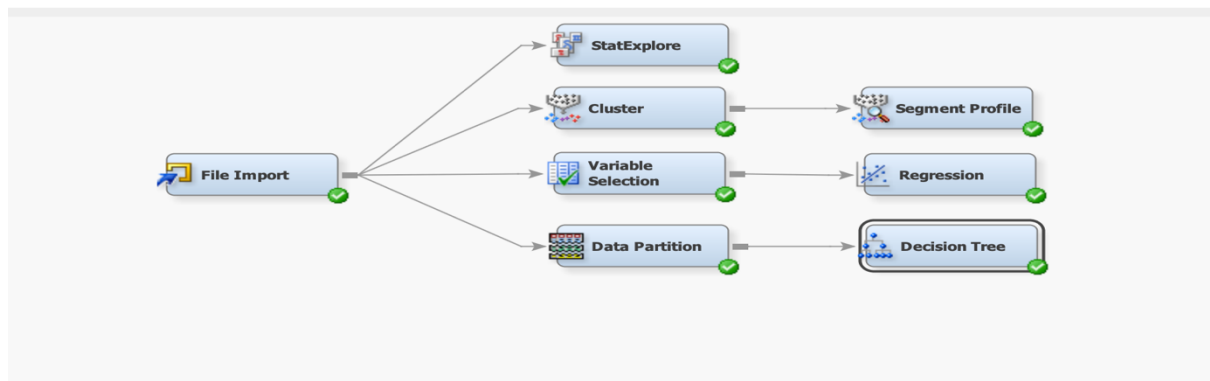 StatExplore
Cluster
Segment Profile
File Import
Variable
Selection
Regression
Data Partition
Decision Tree